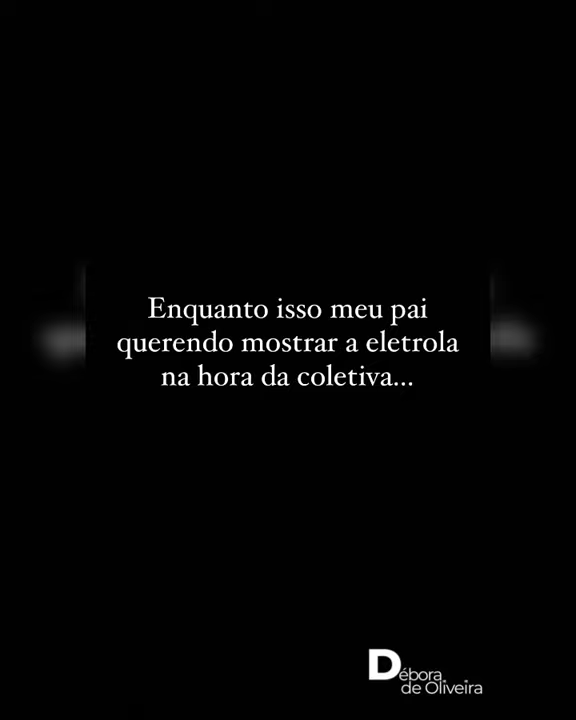 Enquanto isso meu pai
querendo mostrar a eletrola
na hora da coletiva...
Débora
de Oliveira